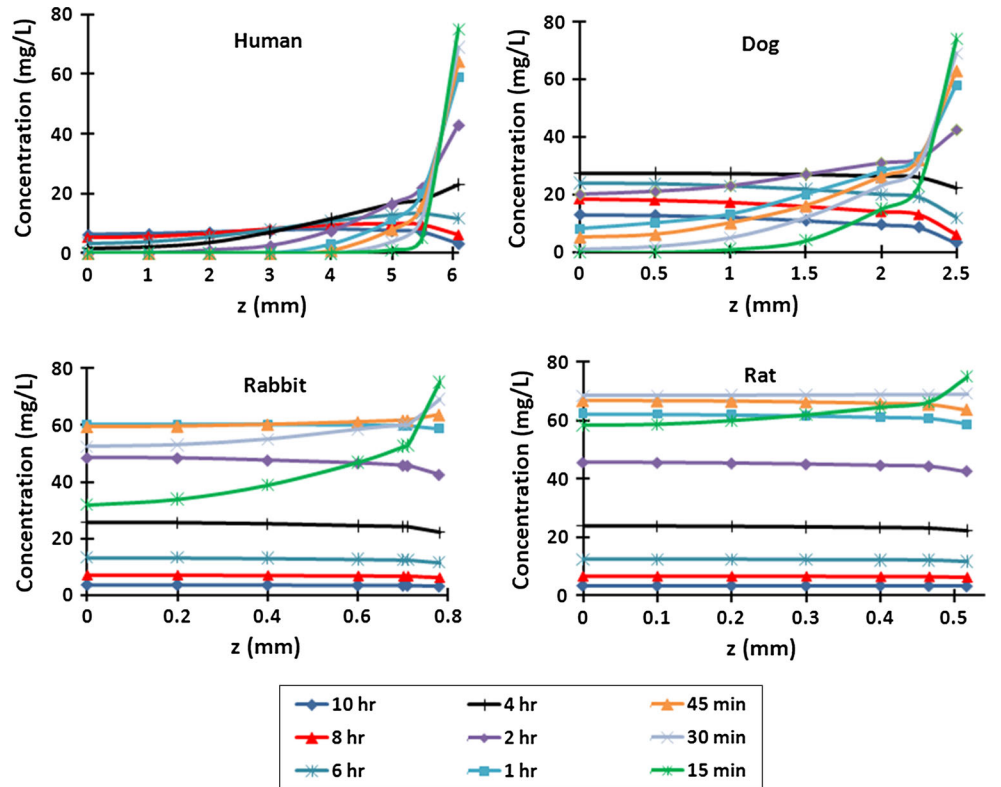 Human
Concentration (mg/L)
80
60
40
20
0
0 1 2 3 4 5 6
z (mm)
Dog
Concentration (mg/L)
80
60
40
20
0
0 0.5 1 1.5 2 2.5
z (mm)
Rabbit
Concentration (mg/L)
80
60
40
20
0
0 0.2 0.4 0.6 0.8
z (mm)
Rat
Concentration (mg/L)
80
60
40
20
0
0 0.1 0.2 0.3 0.4 0.5
z (mm)
10 hr 4 hr 45 min
8 hr 2 hr 30 min
6 hr 1 hr 15 min